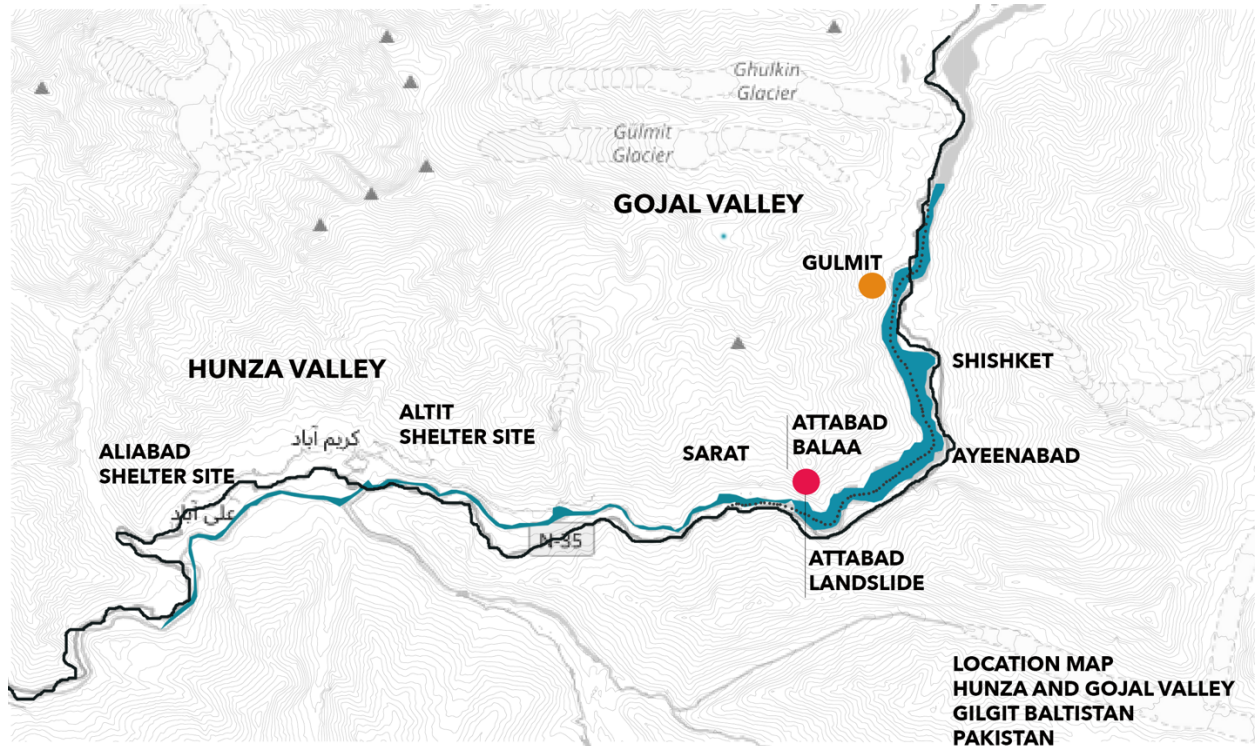 Ghulkin
Glacier
Gulmit
Glacier
GOJAL VALLEY
GULMIT
SHISHKET
HUNZA VALLEY
ALTIT
SHELTER SITE
ATTABAD
BALAA
کریم آباد
SARAT
AYEENABAD
ALIABAD
SHELTER SITE
علی آباد
N-35
ATTABAD
LANDSLIDE
LOCATION MAP
HUNZA AND GOJAL VALLEY
GILGIT BALTISTAN
PAKISTAN